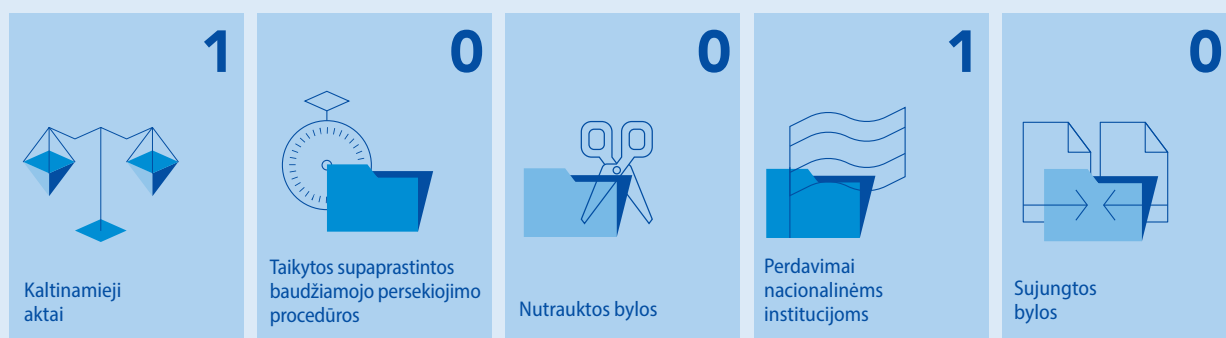 1
Kaltinamieji
aktai
0
Taikytos supaprastintos
baudžiamojo persekiojimo
procedūros
0
Nutrauktos bylos
1
Perdavimai
nacionalinėms
institucijoms
0
Sujungtos
bylos